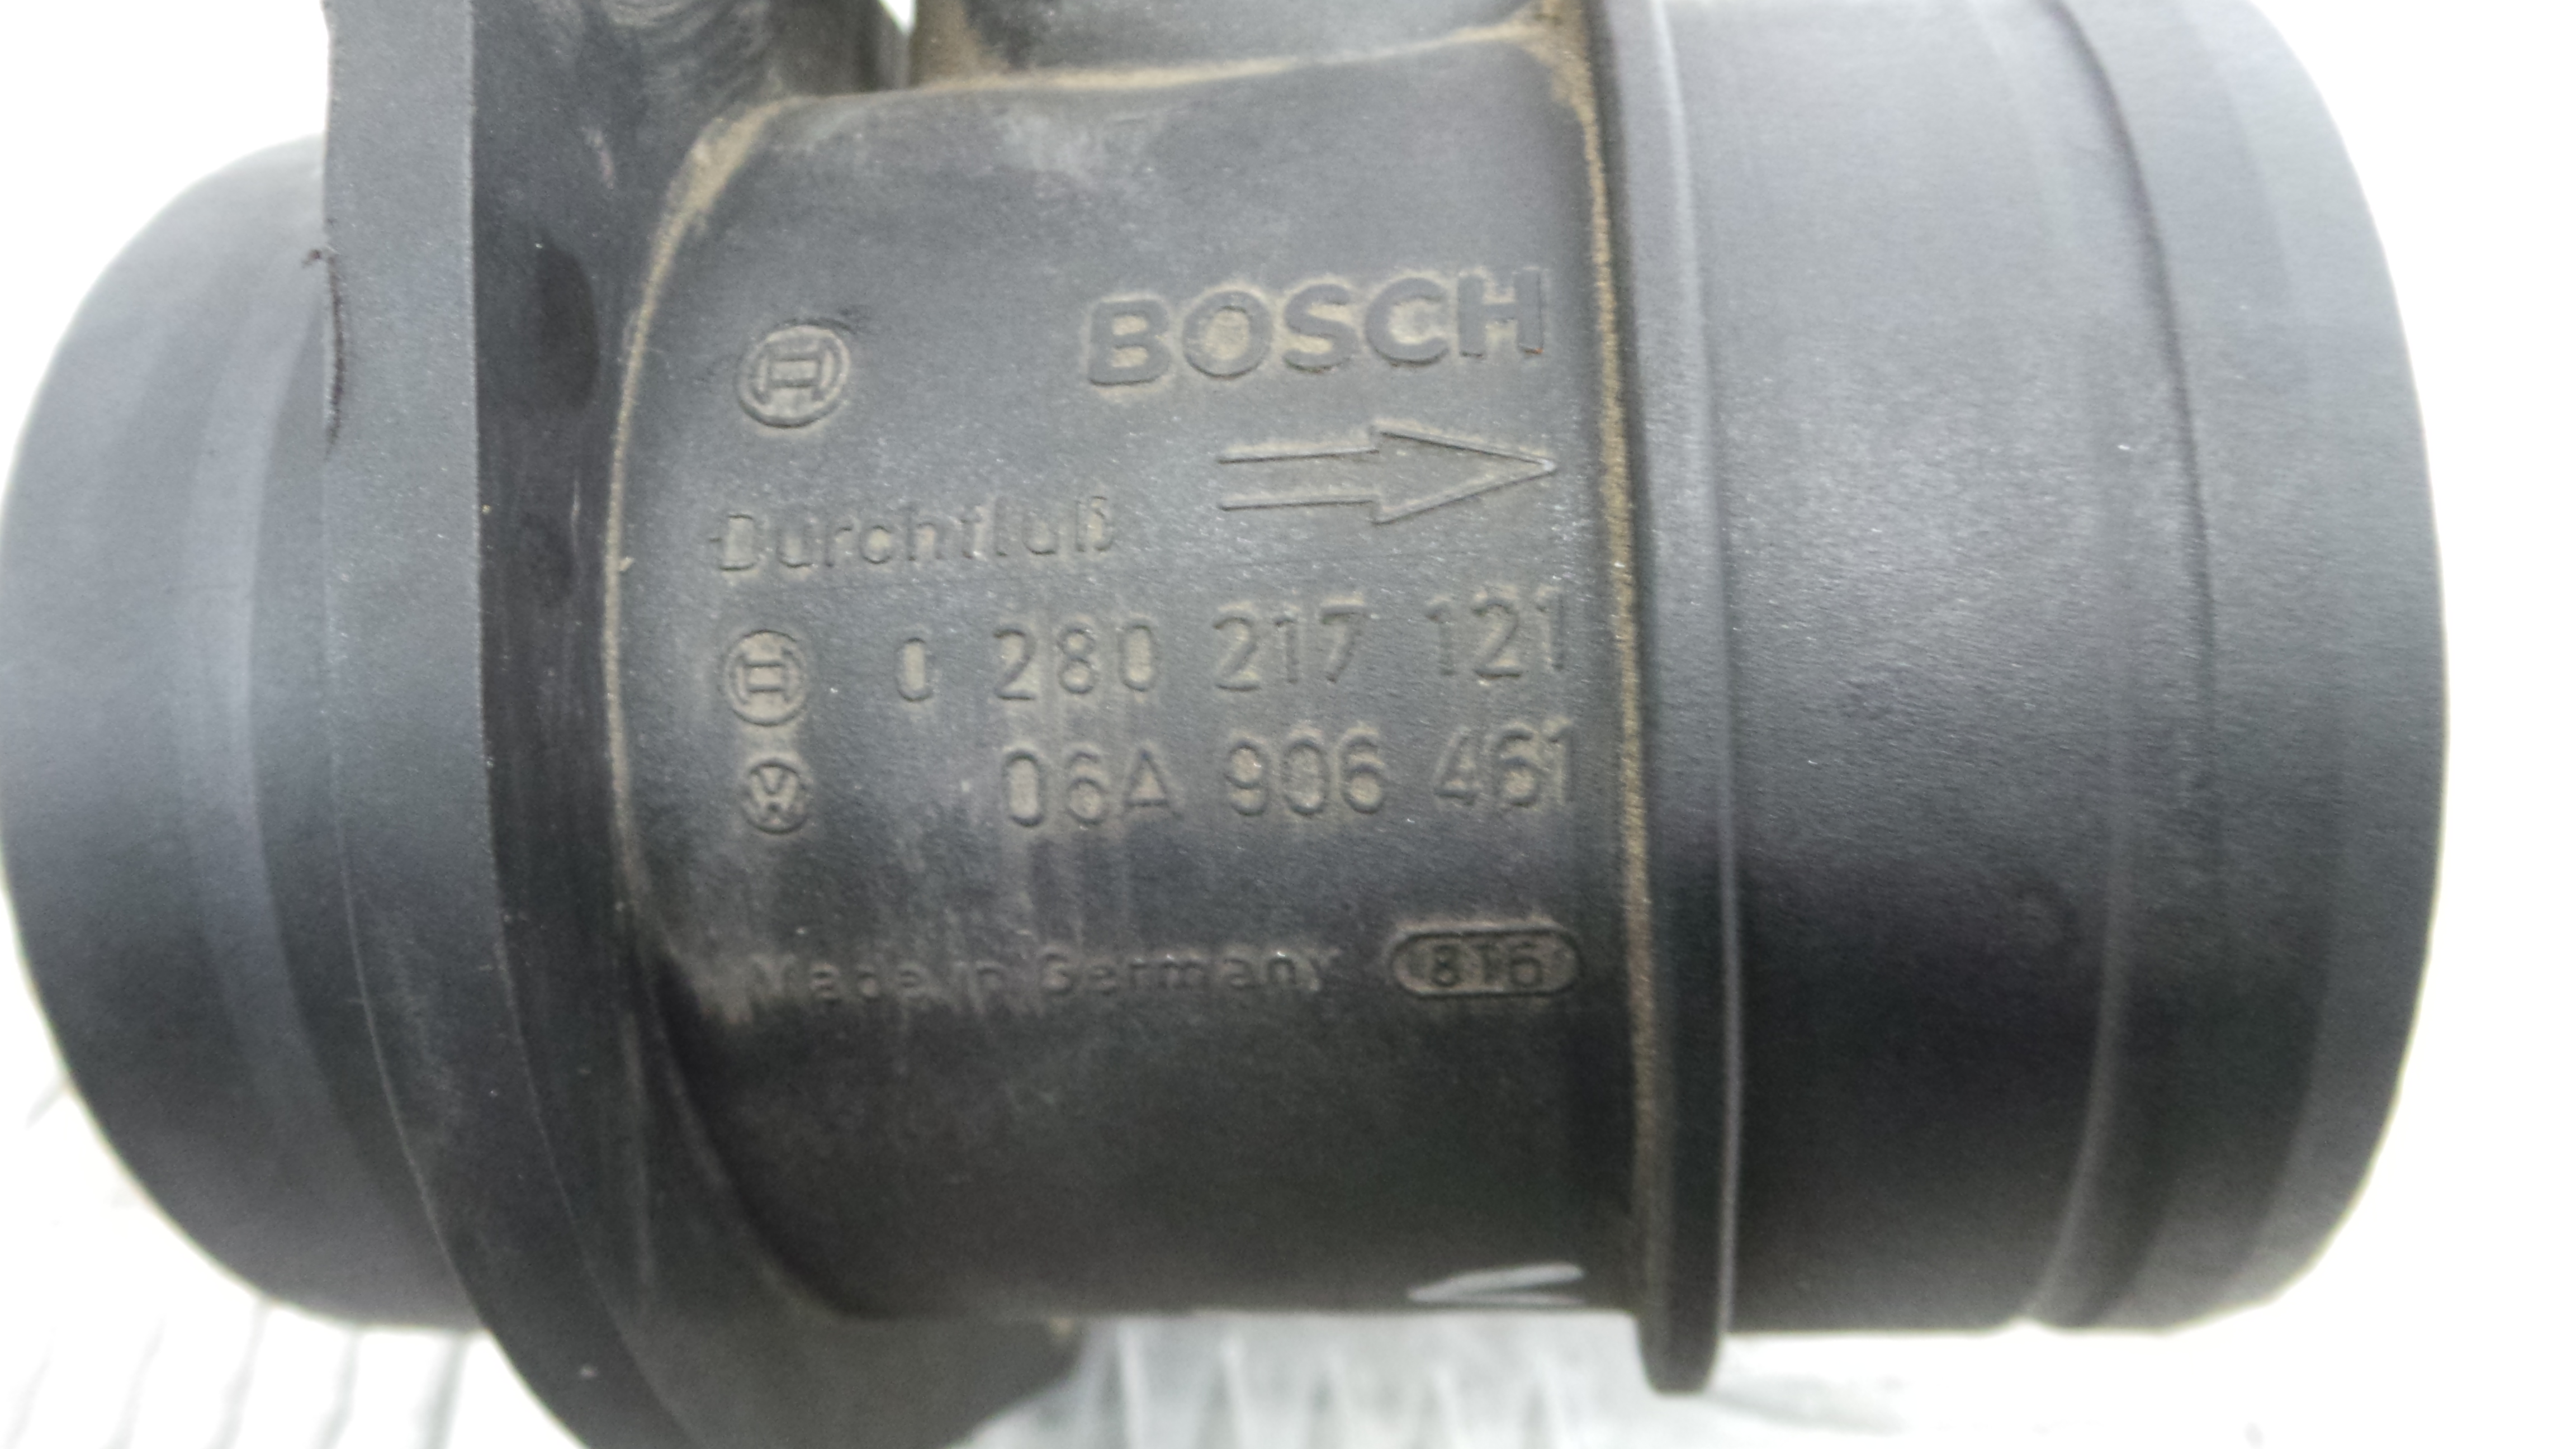 BOSCH
Durchfluß
0 280 217 121
06A 906 461
Made in Germany 816